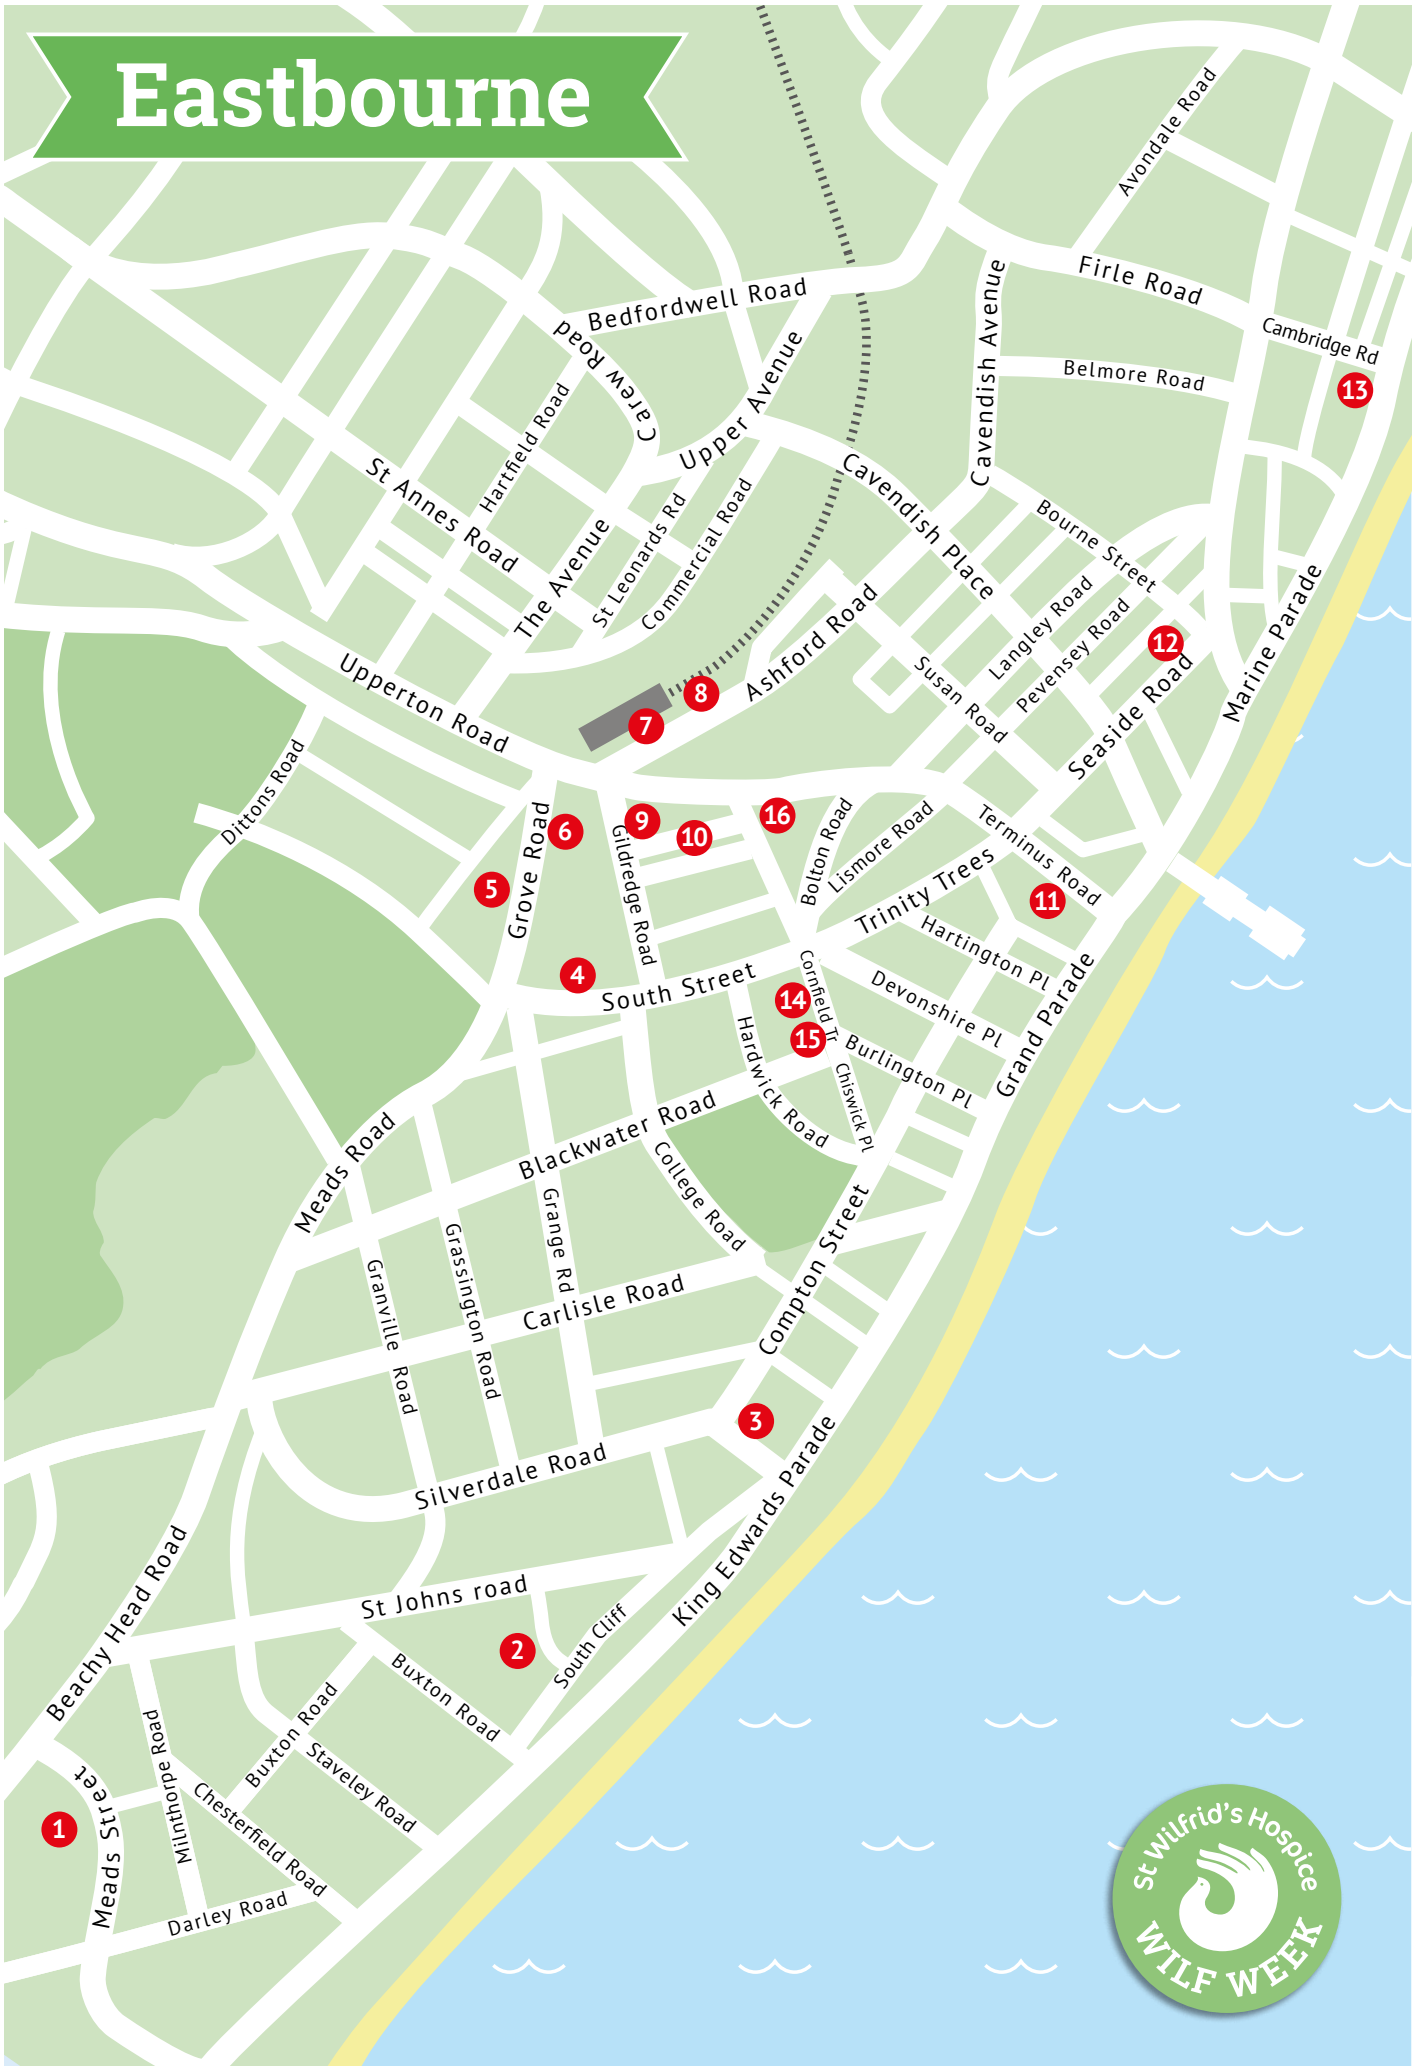 Eastbourne
Avondale Road
Firle Road
Bedfordwell Road
Cavendish Avenue
Cambridge Rd
Carew Road
Upper Avenue
Belmore Road
13
Hartfield Road
St Annes Road
Cavendish Place
St Leonards Rd
Commercial Road
Bourne Street
The Avenue
Langley Road
Pevensey Road
Marine Parade
Ashford Road
12
Upperton Road
Susan Road
Seaside Road
8
7
Dittons Road
Grove Road
6
9
10
16
Gildredge Road
Bolton Road
Lismore Road
Terminus Road
Trinity Trees
5
11
Hartington Pl
4
South Street
Cornfield Tr
14
Devonshire Pl
Grand Parade
15
Hardwick Road
Burlington Pl
Chiswick Pl
Meads Road
Blackwater Road
College Road
Grange Rd
Compton Street
Grassington Road
Granville Road
Carlisle Road
3
Silverdale Road
King Edwards Parade
Beachy Head Road
St Johns road
2
South Cliff
Buxton Road
Buxton Road
Milnthorpe Road
Staveley Road
Meads Street
1
Chesterfield Road
Darley Road
St Wilfrid's Hospice
WILF WEEK